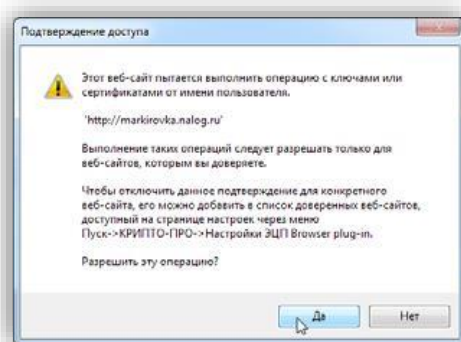 Подтверждение доступа
Этот веб-сайт пытается выполнить операцию с ключами или
сертификатами от имени пользователя.
'http://markirovka.nalog.ru'
Выполнение таких операций следует разрешать только для
веб-сайтов, которым вы доверяете.
Чтобы отключить данное подтверждение для конкретного
веб-сайта, его можно добавить в список доверенных веб-сайтов,
доступный на странице настроек через меню
Пуск->КРИПТО-ПРО->Настройки ЭЦП Browser plug-in.
Разрешить эту операцию?
Да
Нет